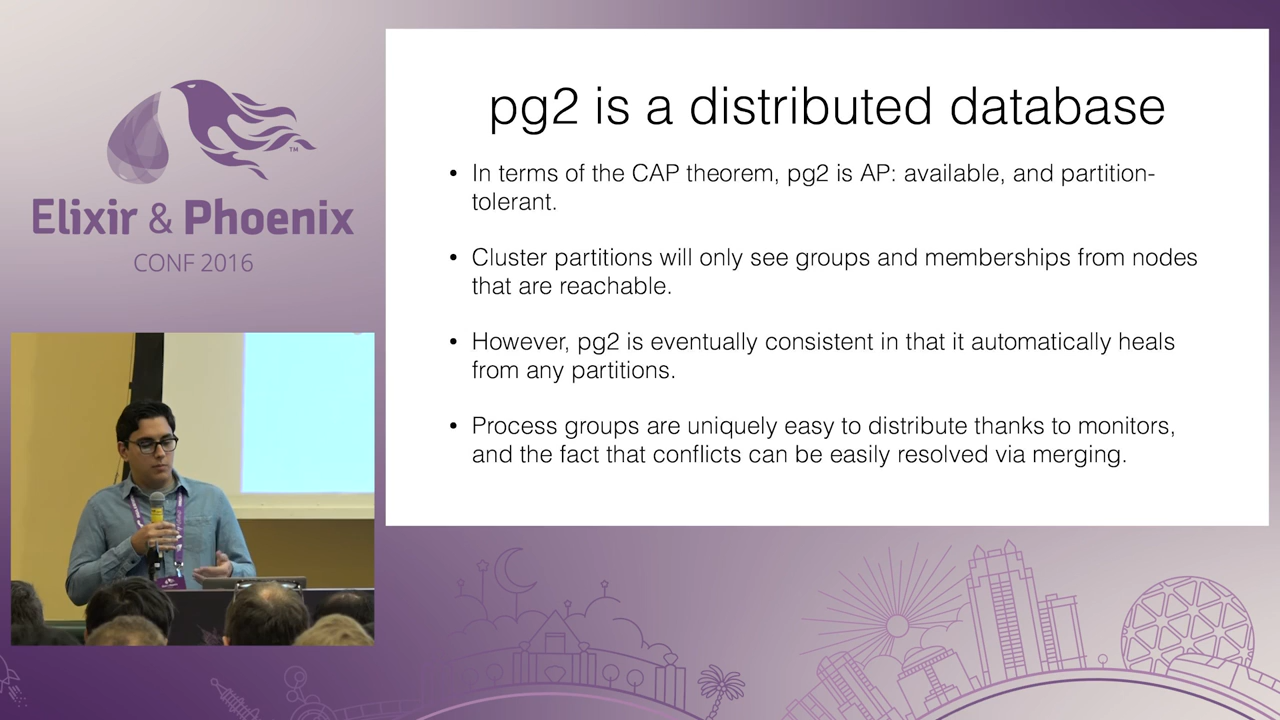 Elixir & Phoenix
CONF 2016
TM
pg2 is a distributed database
• In terms of the CAP theorem, pg2 is AP: available, and partition-
tolerant.
• Cluster partitions will only see groups and memberships from nodes
that are reachable.
• However, pg2 is eventually consistent in that it automatically heals
from any partitions.
• Process groups are uniquely easy to distribute thanks to monitors,
and the fact that conflicts can be easily resolved via merging.